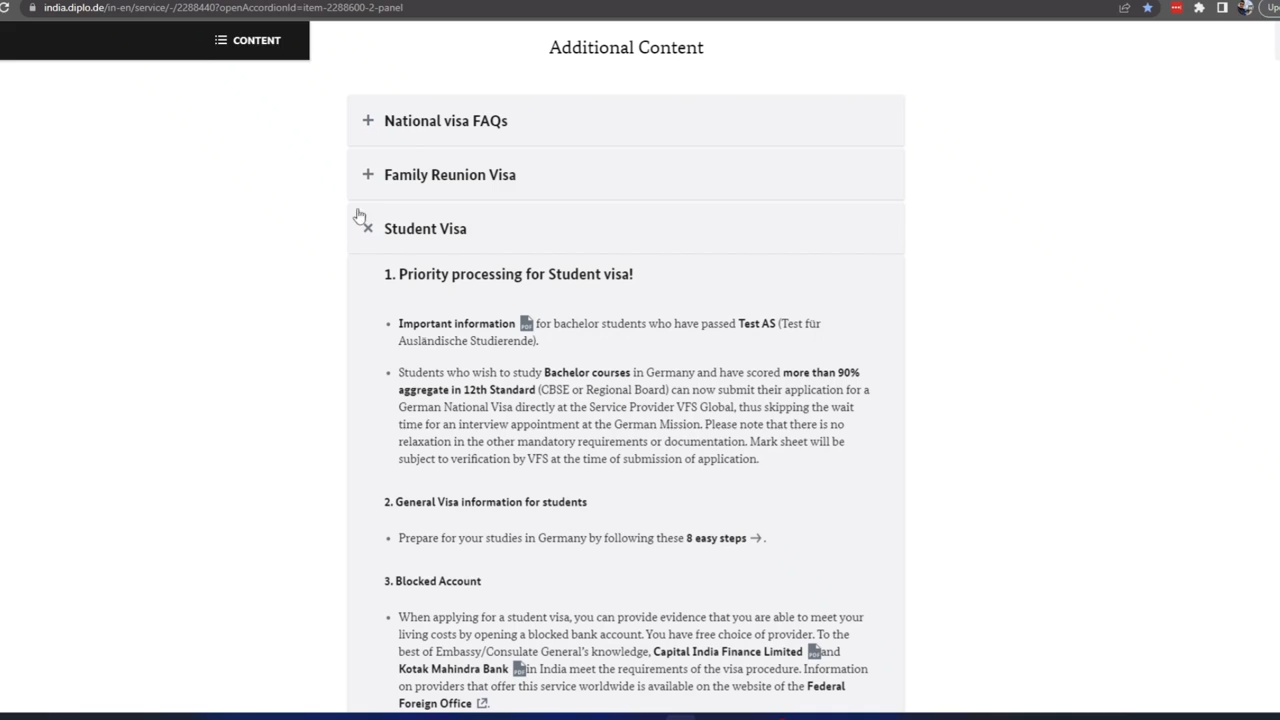 india.diplo.de/in-en/service/-/2288440?openAccordionId=item-2288600-2-panel
CONTENT
Additional Content
National visa FAQs
Family Reunion Visa
Student Visa
1. Priority processing for Student visa!
Important information PDF for bachelor students who have passed Test AS (Test für
Ausländische Studierende).
Students who wish to study Bachelor courses in Germany and have scored more than 90%
aggregate in 12th Standard (CBSE or Regional Board) can now submit their application for a
German National Visa directly at the Service Provider VFS Global, thus skipping the wait
time for an interview appointment at the German Mission. Please note that there is no
relaxation in the other mandatory requirements or documentation. Mark sheet will be
subject to verification by VFS at the time of submission of application.
2. General Visa information for students
Prepare for your studies in Germany by following these 8 easy steps → .
3. Blocked Account
When applying for a student visa, you can provide evidence that you are able to meet your
living costs by opening a blocked bank account. You have free choice of provider. To the
best of Embassy/Consulate General's knowledge, Capital India Finance Limited PDF and
Kotak Mahindra Bank PDF in India meet the requirements of the visa procedure. Information
on providers that offer this service worldwide is available on the website of the Federal
Foreign Office .